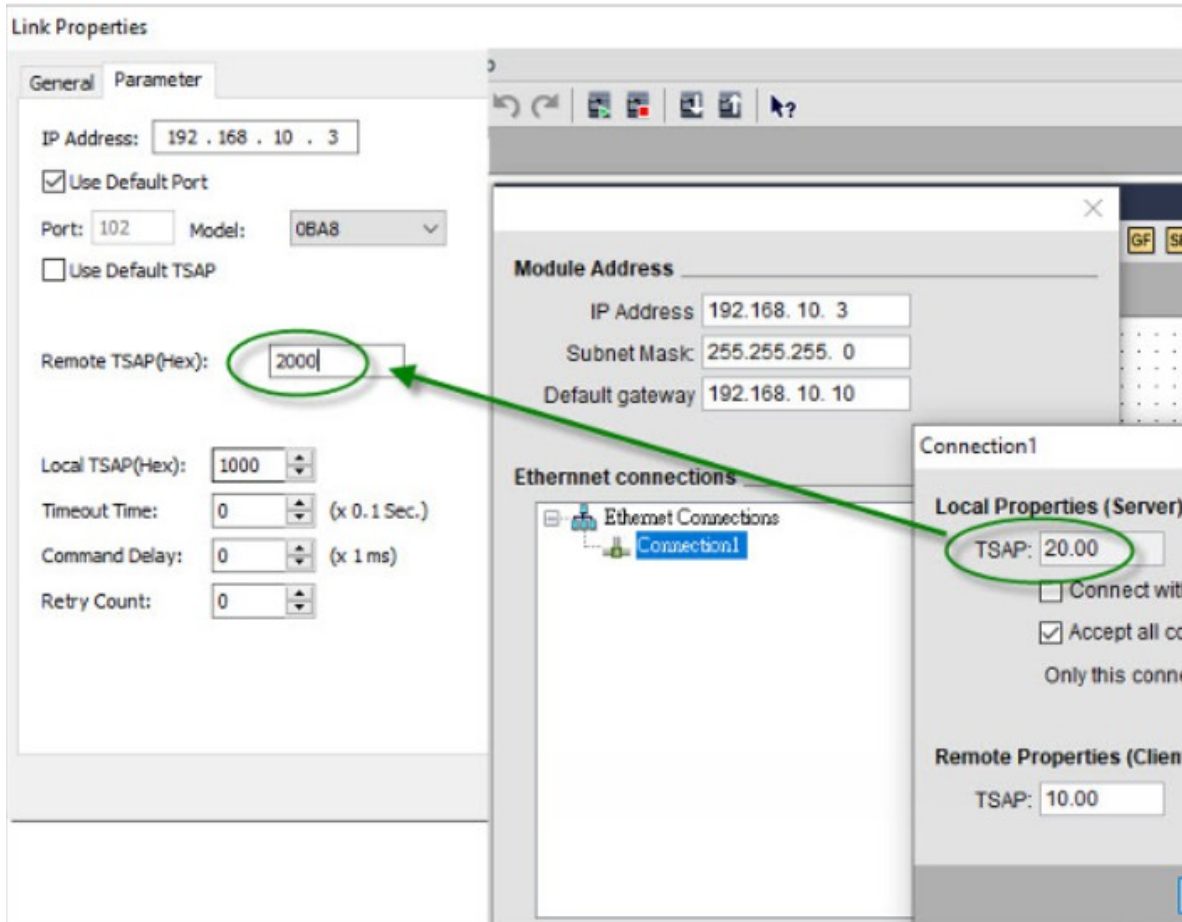 Link Properties
General Parameter
IP Address: 192 . 168 . 10 . 3
Use Default Port
Port: 102 Model: 0BA8
Use Default TSAP
Remote TSAP(Hex): 2000
Local TSAP(Hex): 1000
Timeout Time: 0 (x 0.1 Sec.)
Command Delay: 0 (x 1 ms)
Retry Count: 0
GF
Module Address
IP Address 192.168. 10. 3
Subnet Mask: 255.255.255. 0
Default gateway 192.168. 10. 10
Ethernnet connections
Ethernet Connections
Connection1
Connection1
Local Properties (Server)
TSAP: 20.00
Connect with
Accept all co
Only this conne
Remote Properties (Clien
TSAP: 10.00